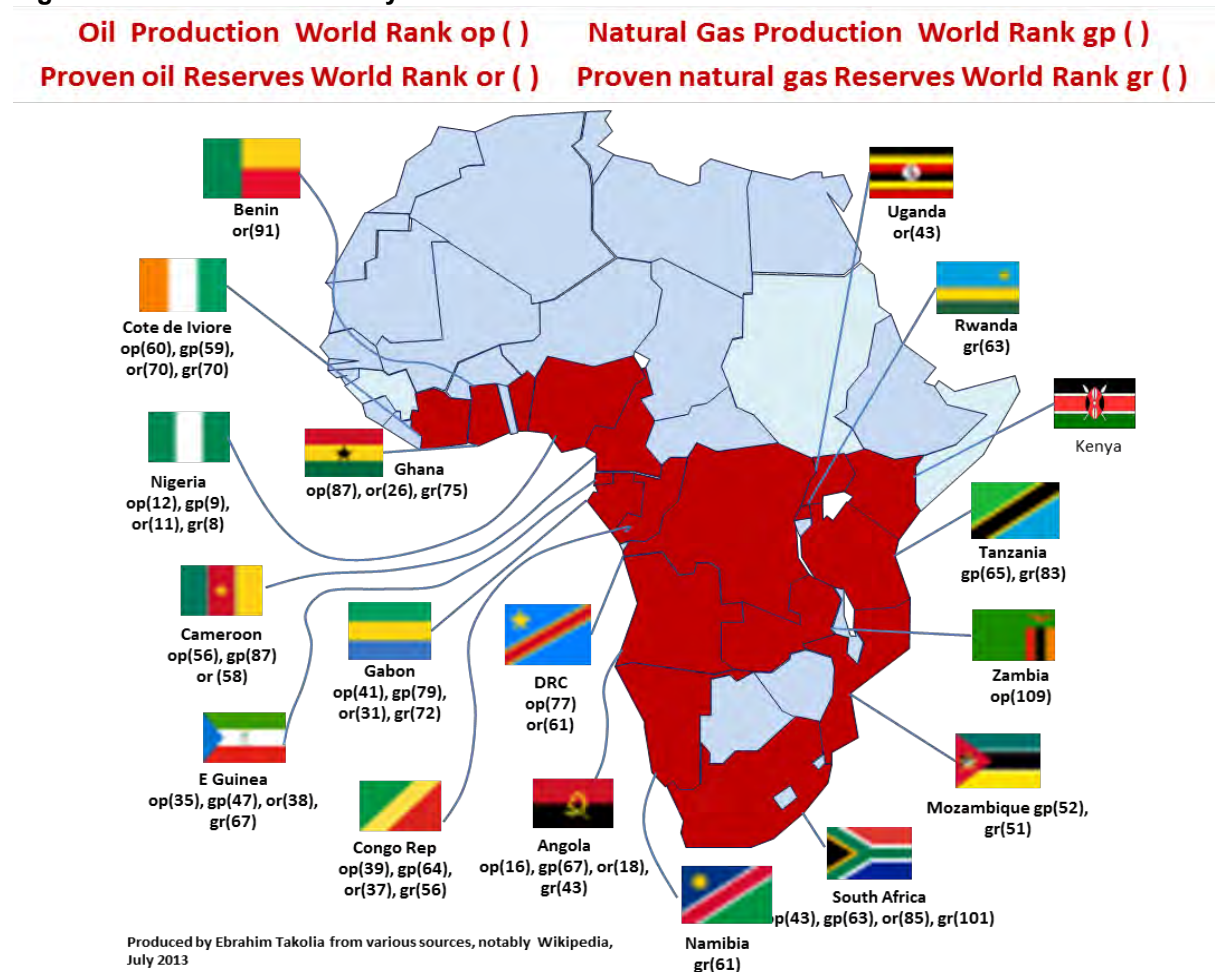 Oil Production World Rank op ( ) Natural Gas Production World Rank gp ( )
Proven oil Reserves World Rank or ( ) Proven natural gas Reserves World Rank gr ( )
Benin
or(91)
Uganda
or(43)
Cote de Iviore
op(60), gp(59),
or(70), gr(70)
Rwanda
gr(63)
Kenya
Nigeria
op(12), gp(9),
or(11), gr(8)
Ghana
op(87), or(26), gr(75)
Tanzania
gp(65), gr(83)
Cameroon
op(56), gp(87)
or (58)
Gabon
op(41), gp(79),
or(31), gr(72)
DRC
op(77)
or(61)
Zambia
op(109)
E Guinea
op(35), gp(47), or(38),
gr(67)
Congo Rep
op(39), gp(64),
or(37), gr(56)
Angola
op(16), gp(67), or(18),
gr(43)
Mozambique gp(52),
gr(51)
South Africa
p(43), gp(63), or(85), gr(101)
Namibia
gr(61)
Produced by Ebrahim Takolia from various sources, notably Wikipedia,
July 2013